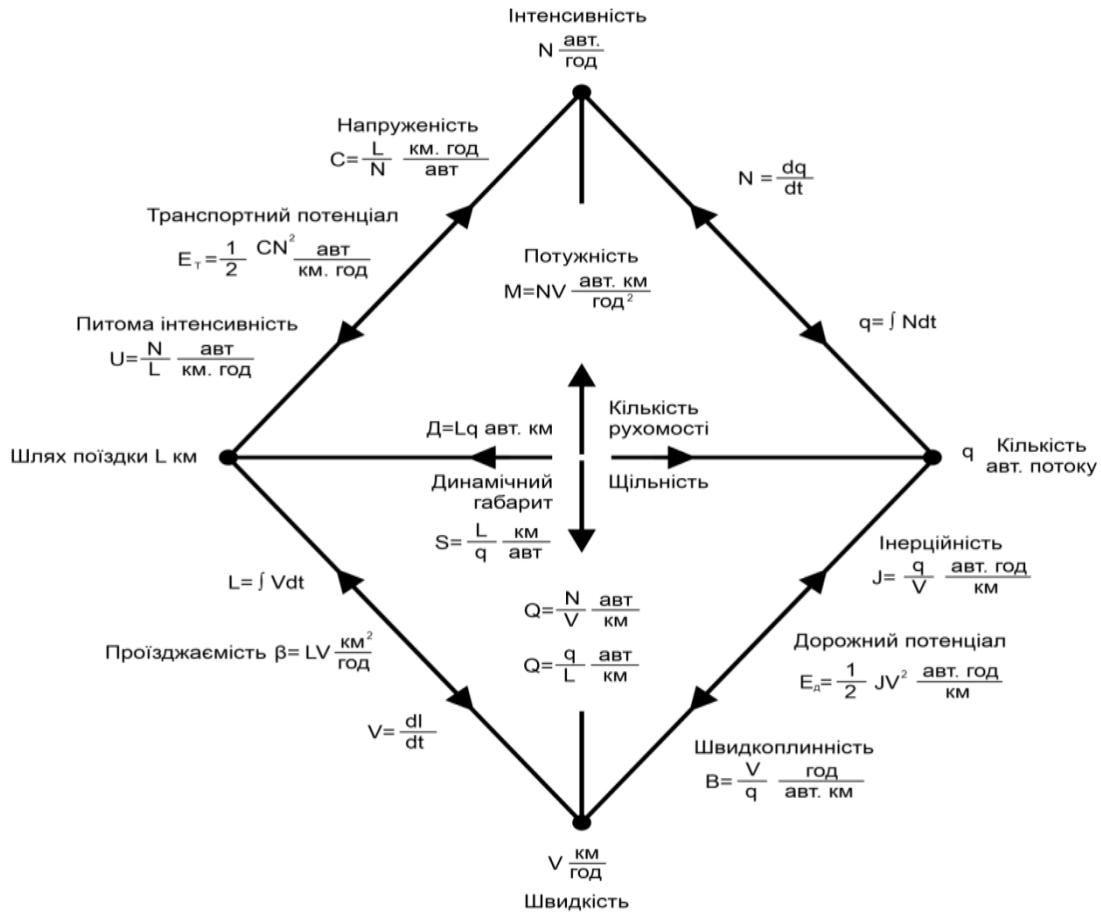 Інтенсивність
N авт./год
Напруженість
C= L/N км. год/авт
N = dq/dt
Транспортний потенціал
Eт = 1/2 CN² авт/км. год
Потужність
M=NV авт. км/год²
Питома інтенсивність
U= N/L авт/км. год
q= ∫ Ndt
Д=Lq авт. км
Кількість
рухомості
Шлях поїздки L км
q Кількість
авт. потоку
Динамічний
габарит
Щільність
S= L/q км/авт
Інерційність
J= q/V авт. год/км
L= ∫ Vdt
Q= N/V авт/км
Проїзджаємість β= LV км²/год
Q= q/L авт/км
Дорожний потенціал
Eд= 1/2 JV² авт. год/км
V= dl/dt
Швидкоплинність
B= V/q год/авт. км
V км/год
Швидкість